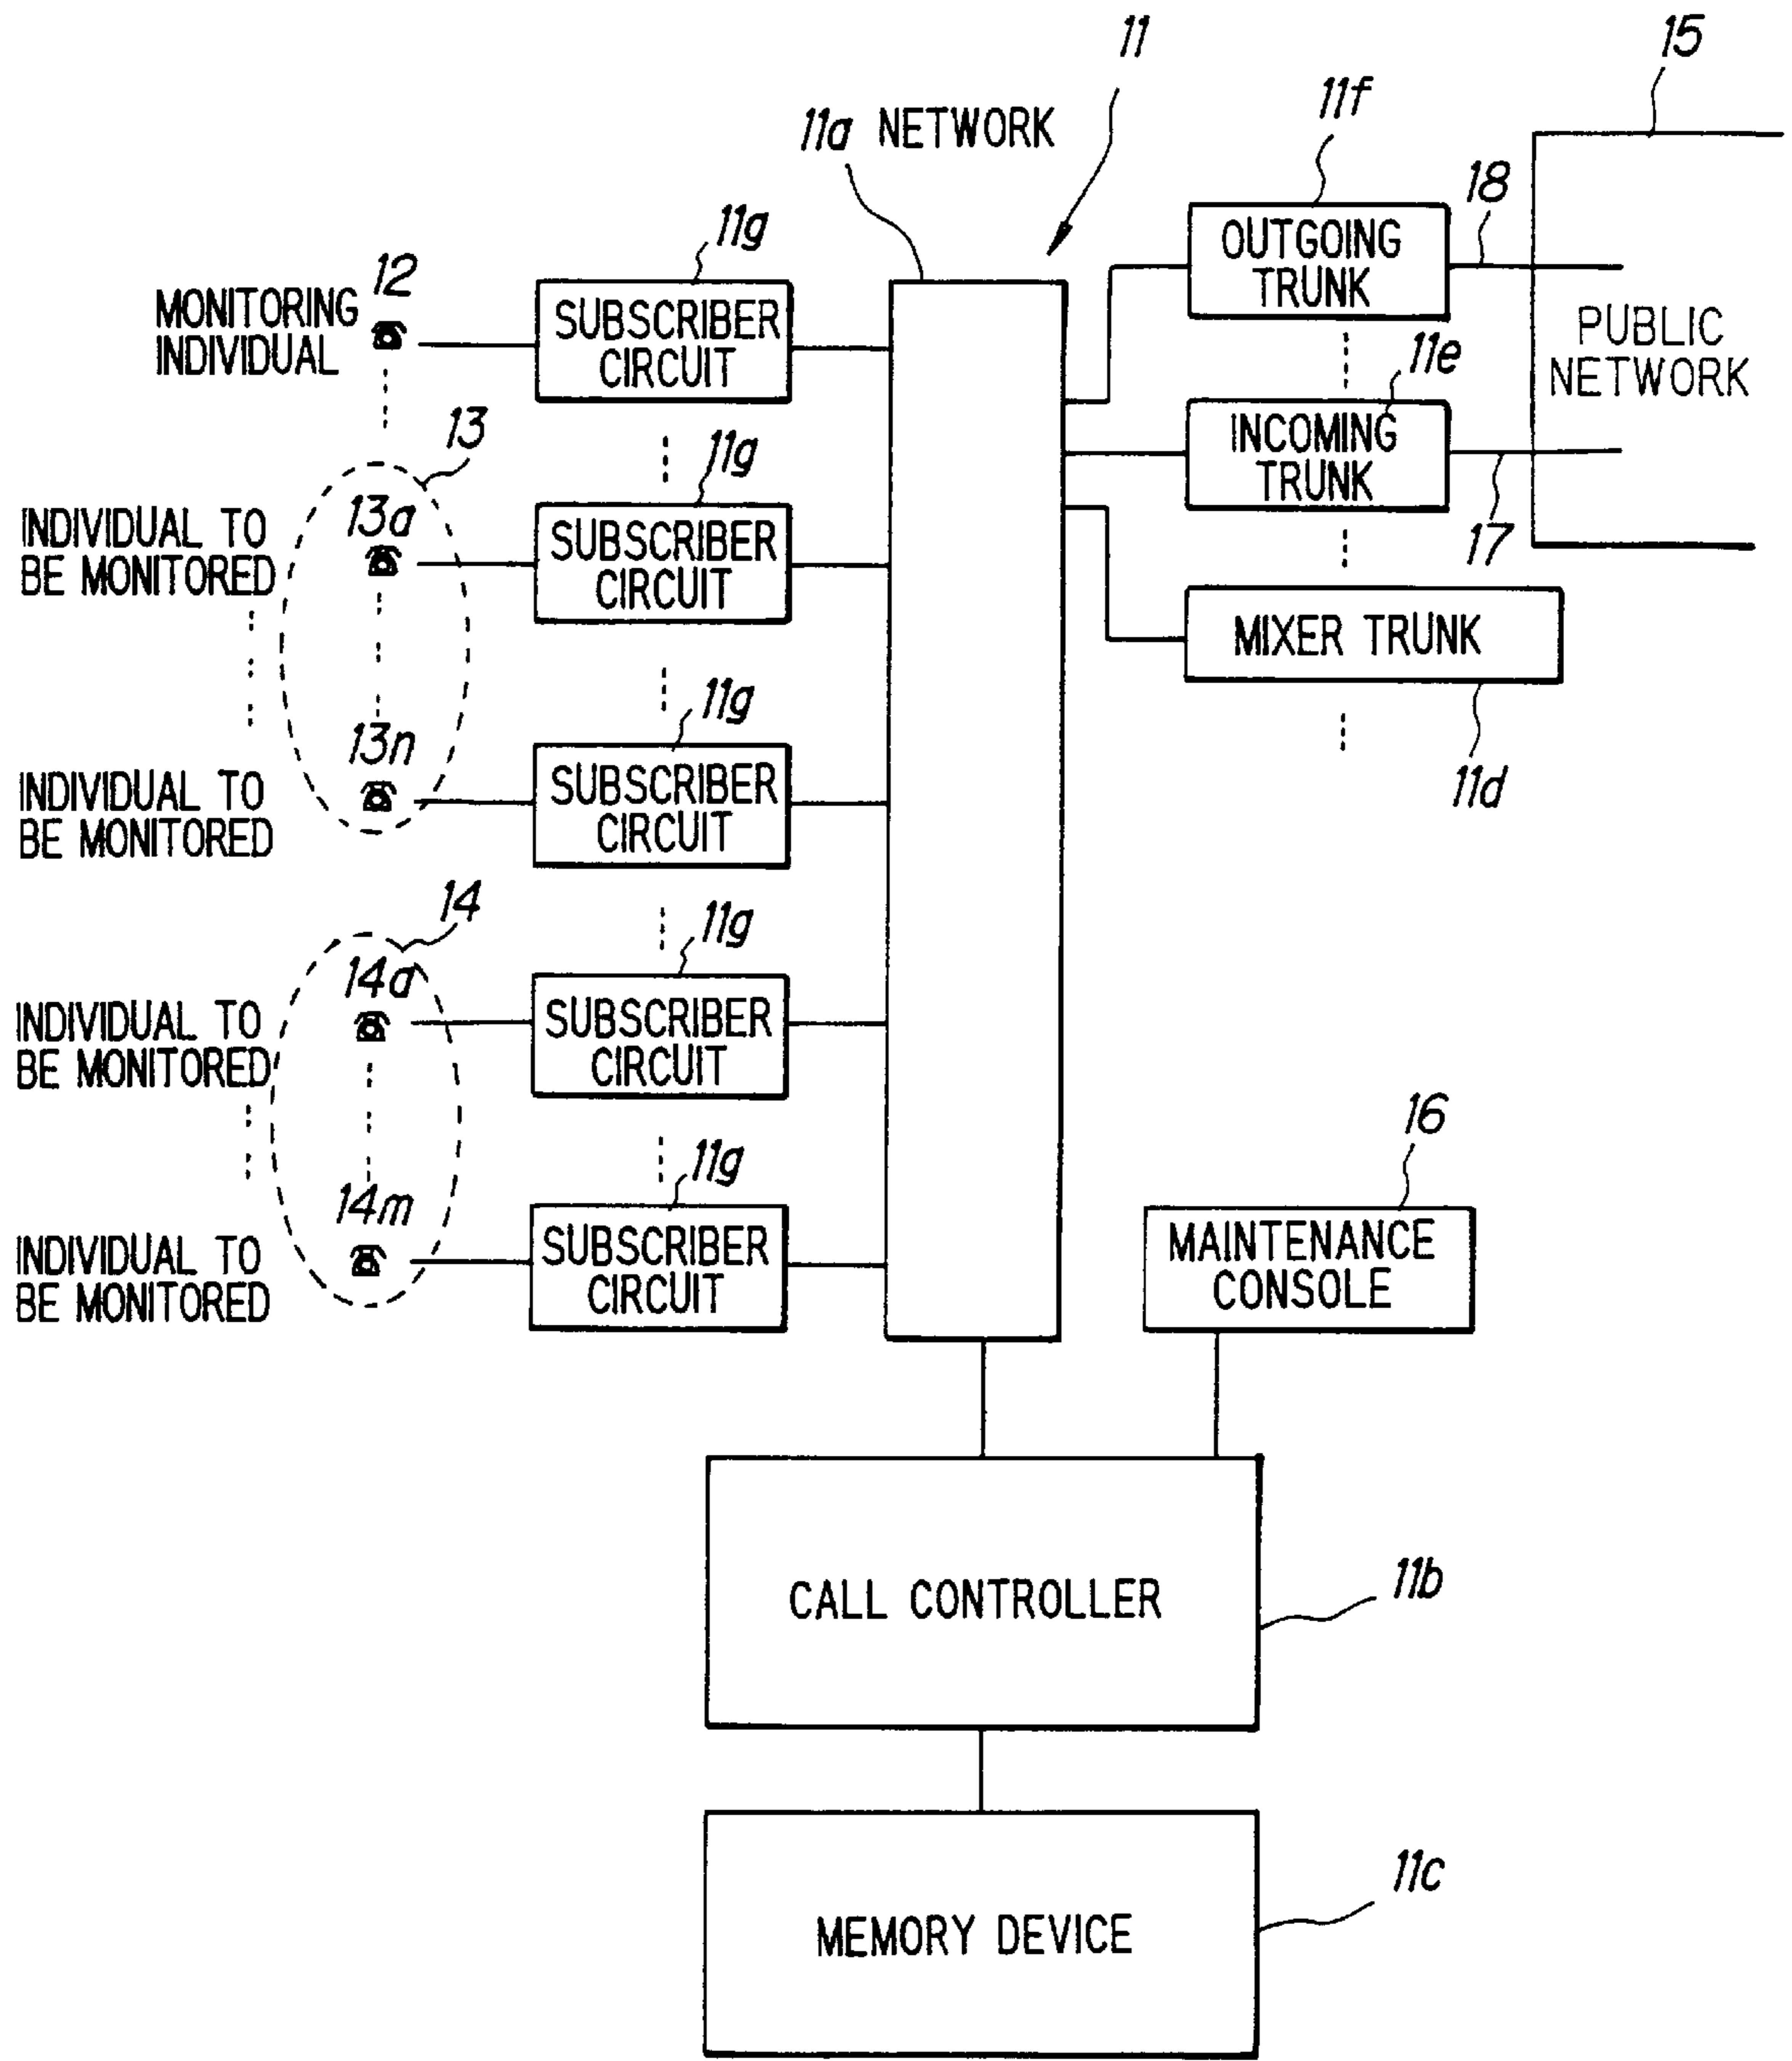 11
15
11a NETWORK
11f
18
OUTGOING
TRUNK
PUBLIC
NETWORK
11e
INCOMING
TRUNK
17
MIXER TRUNK
11d
12
MONITORING
INDIVIDUAL
11g
SUBSCRIBER
CIRCUIT
13
13a
INDIVIDUAL TO
BE MONITORED
11g
SUBSCRIBER
CIRCUIT
13n
INDIVIDUAL TO
BE MONITORED
11g
SUBSCRIBER
CIRCUIT
14
14a
INDIVIDUAL TO
BE MONITORED
11g
SUBSCRIBER
CIRCUIT
14m
INDIVIDUAL TO
BE MONITORED
11g
SUBSCRIBER
CIRCUIT
16
MAINTENANCE
CONSOLE
CALL CONTROLLER
11b
MEMORY DEVICE
11c